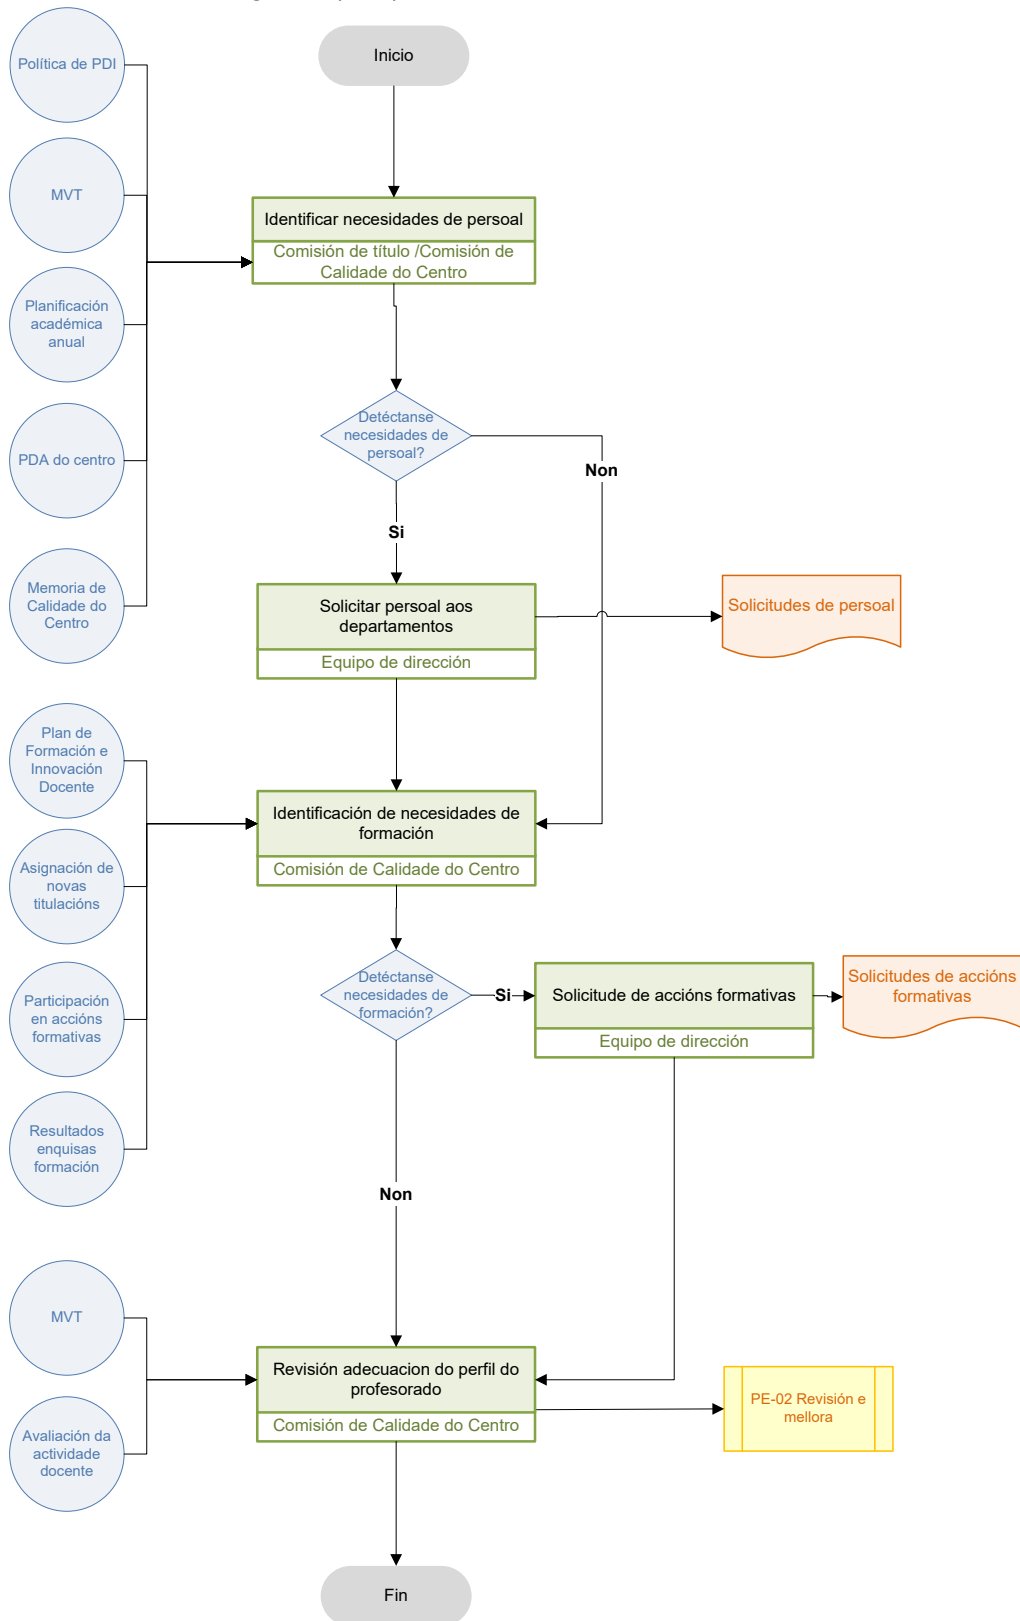 Inicio
Política de PDI
MVT
Planificación
académica
anual
PDA do centro
Memoria de
Calidade do
Centro
Identificar necesidades de persoal
Comisión de título /Comisión de
Calidade do Centro
Detéctanse
necesidades de
persoal?
Non
Si
Solicitar persoal aos
departamentos
Equipo de dirección
Solicitudes de persoal
Plan de
Formación e
Innovación
Docente
Asignación de
novas
titulacións
Participación
en accións
formativas
Resultados
enquisas
formación
Identificación de necesidades de
formación
Comisión de Calidade do Centro
Detéctanse
necesidades de
formación?
Si
Solicitude de accións formativas
Equipo de dirección
Solicitudes de accións
formativas
Non
MVT
Avaliación da
actividade
docente
Revisión adecuacion do perfil do
profesorado
Comisión de Calidade do Centro
PE-02 Revisión e
mellora
Fin